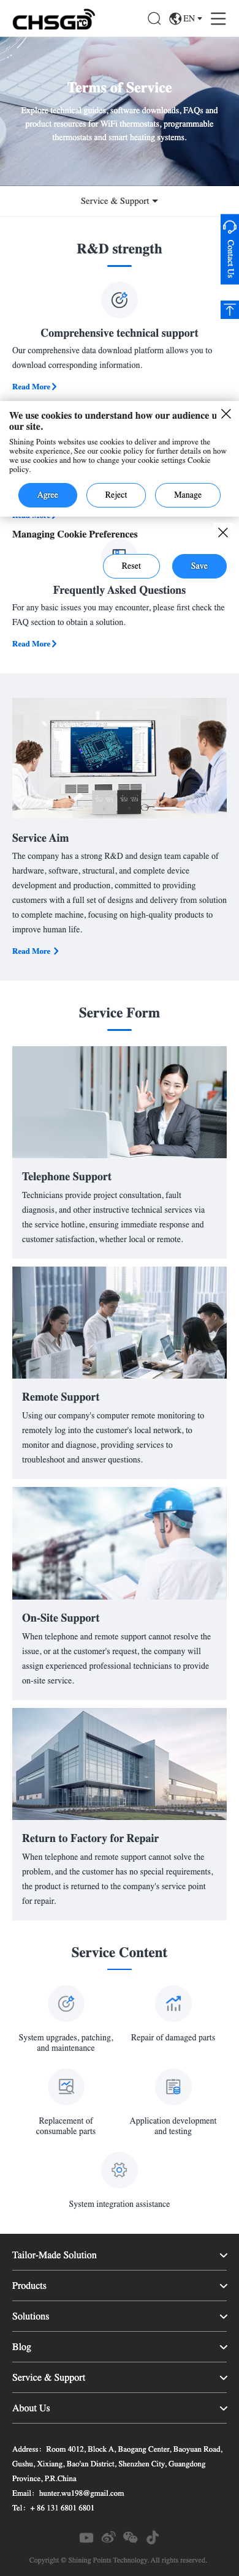 CHSGD
EN
Terms of Service
Explore technical guides, software downloads, FAQs and
product resources for WiFi thermostats, programmable
thermostats and smart heating systems.
Service & Support
Contact Us
R&D strength
Comprehensive technical support
Our comprehensive data download platform allows you to
download corresponding information.
Read More
We use cookies to understand how our audience u
our site.
Shining Points websites use cookies to deliver and improve the
website experience, See our cookie policy for further details on how
we use cookies and how to change your cookie settings Cookie
policy.
Agree
Reject
Manage
Managing Cookie Preferences
Reset
Save
Frequently Asked Questions
For any basic issues you may encounter, please first check the
FAQ section to obtain a solution.
Read More
Service Aim
The company has a strong R&D and design team capable of
hardware, software, structural, and complete device
development and production, committed to providing
customers with a full set of designs and delivery from solution
to complete machine, focusing on high-quality products to
improve human life.
Read More
Service Form
Telephone Support
Technicians provide project consultation, fault
diagnosis, and other instructive technical services via
the service hotline, ensuring immediate response and
customer satisfaction, whether local or remote.
Remote Support
Using our company's computer remote monitoring to
remotely log into the customer's local network, to
monitor and diagnose, providing services to
troubleshoot and answer questions.
On-Site Support
When telephone and remote support cannot resolve the
issue, or at the customer's request, the company will
assign experienced professional technicians to provide
on-site service.
Return to Factory for Repair
When telephone and remote support cannot solve the
problem, and the customer has no special requirements,
the product is returned to the company's service point
for repair.
Service Content
System upgrades, patching,
and maintenance
Repair of damaged parts
Replacement of
consumable parts
Application development
and testing
System integration assistance
Tailor-Made Solution
Products
Solutions
Blog
Service & Support
About Us
Address：Room 4012, Block A, Baogang Center, Baoyuan Road,
Gushu, Xixiang, Bao'an District, Shenzhen City, Guangdong
Province, P.R.China
Email：hunter.wu198@gmail.com
Tel：+ 86 131 6801 6801
Copyright © Shining Points Technology. All rights reserved.